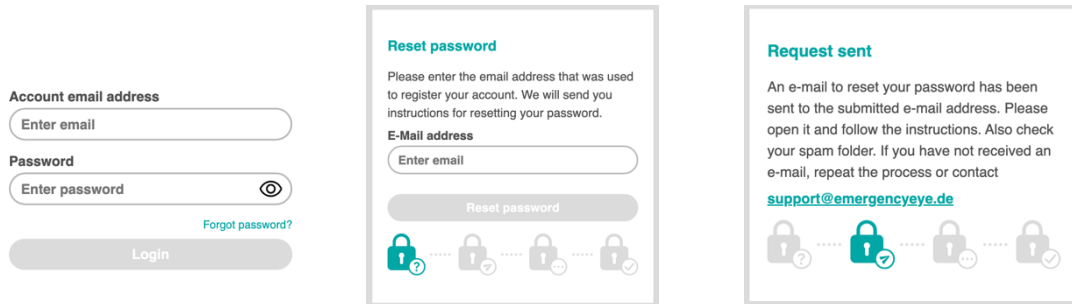 Account email address
Enter email
Password
Enter password
Forgot password?
Login
Reset password
Please enter the email address that was used
to register your account. We will send you
instructions for resetting your password.
E-Mail address
Enter email
Reset password
Request sent
An e-mail to reset your password has been
sent to the submitted e-mail address. Please
open it and follow the instructions. Also check
your spam folder. If you have not received an
e-mail, repeat the process or contact
support@emergencyeye.de